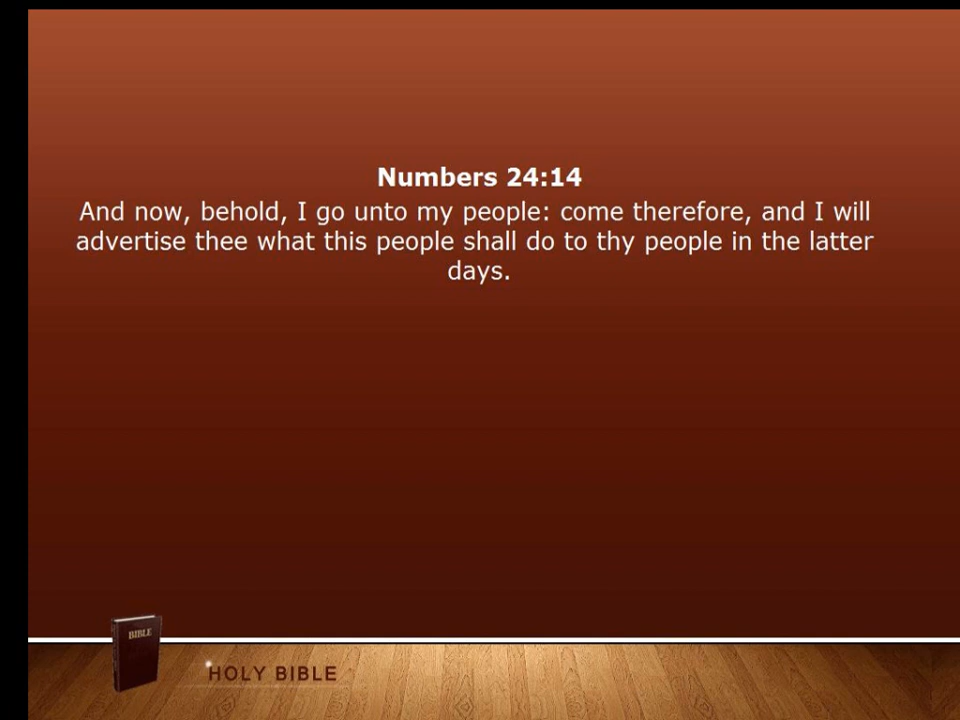 Numbers 24:14
And now, behold, I go unto my people: come therefore, and I will
advertise thee what this people shall do to thy people in the latter
days.
BIBLE
HOLY BIBLE